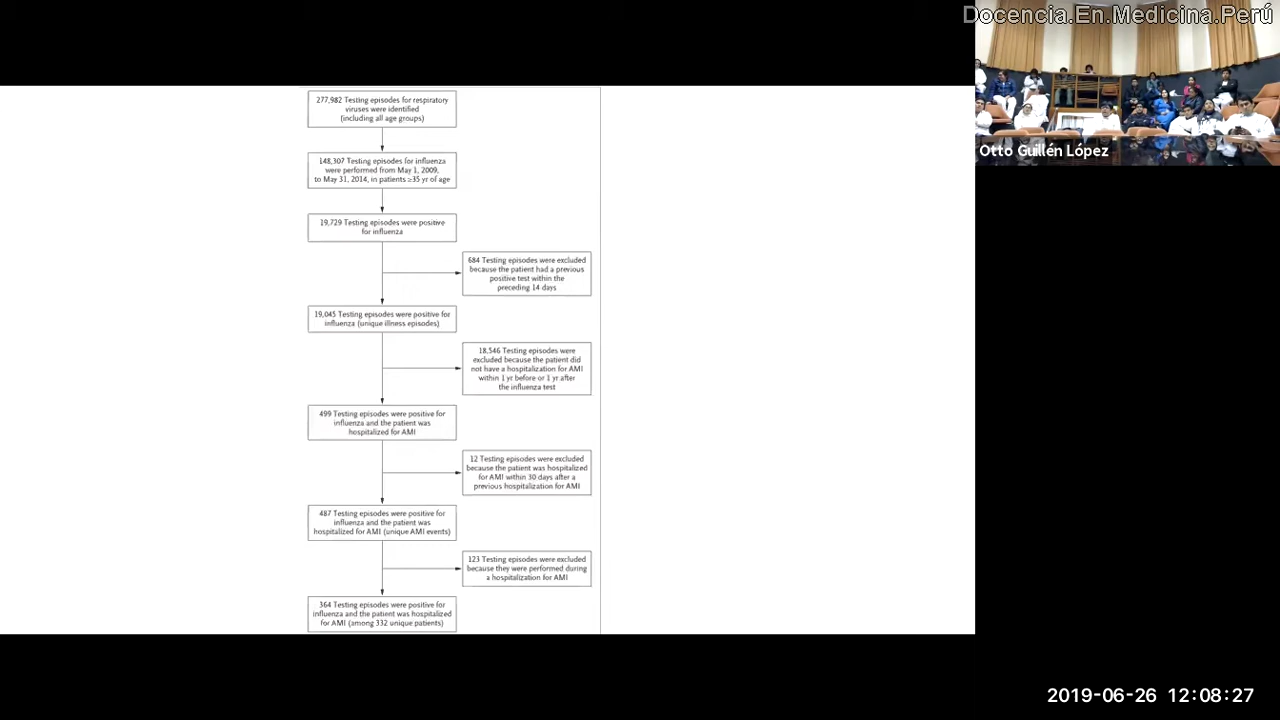 Docencia.En.Medicina.Perú
Otto Guillén López
277,982 Testing episodes for respiratory
viruses were identified
(including all age groups)
148,307 Testing episodes for influenza
were performed from May 1, 2009,
to May 31, 2014, in patients ≥35 yr of age
19,729 Testing episodes were positive
for influenza
684 Testing episodes were excluded
because the patient had a previous
positive test within the
preceding 14 days
19,045 Testing episodes were positive for
influenza (unique illness episodes)
18,546 Testing episodes were
excluded because the patient did
not have a hospitalization for AMI
within 1 yr before or 1 yr after
the influenza test
499 Testing episodes were positive for
influenza and the patient was
hospitalized for AMI
12 Testing episodes were excluded
because the patient was hospitalized
for AMI within 30 days after a
previous hospitalization for AMI
487 Testing episodes were positive for
influenza and the patient was
hospitalized for AMI (unique AMI events)
123 Testing episodes were excluded
because they were performed during
a hospitalization for AMI
364 Testing episodes were positive for
influenza and the patient was hospitalized
for AMI (among 332 unique patients)
2019-06-26 12:08:27